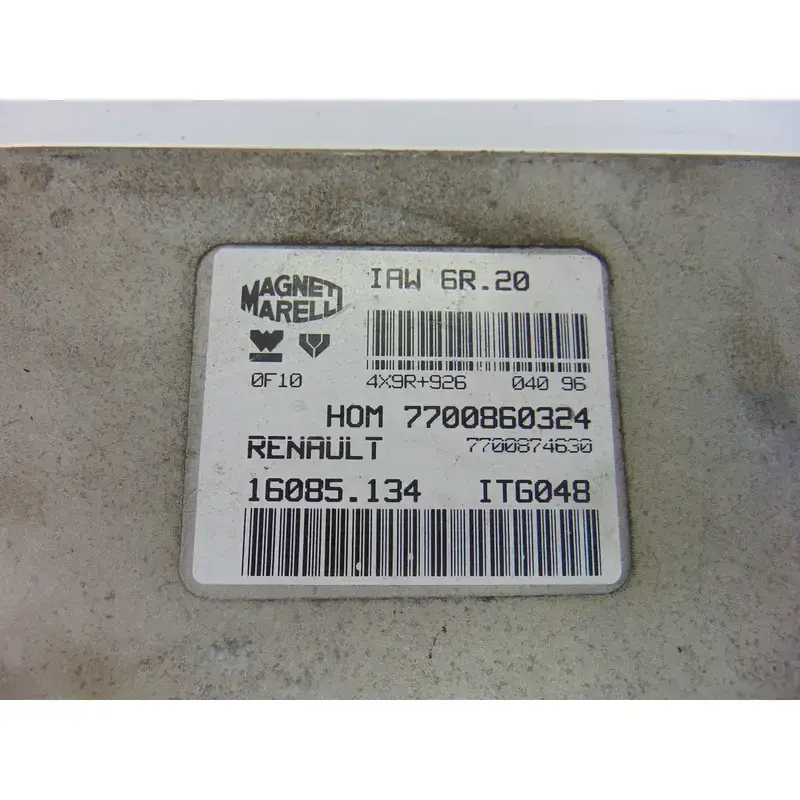 MAGNETI MARELLI
IAW 6R.20
0F10
4X9R+926 040 96
HOM 7700860324
RENAULT 7700874630
16085.134 ITG048